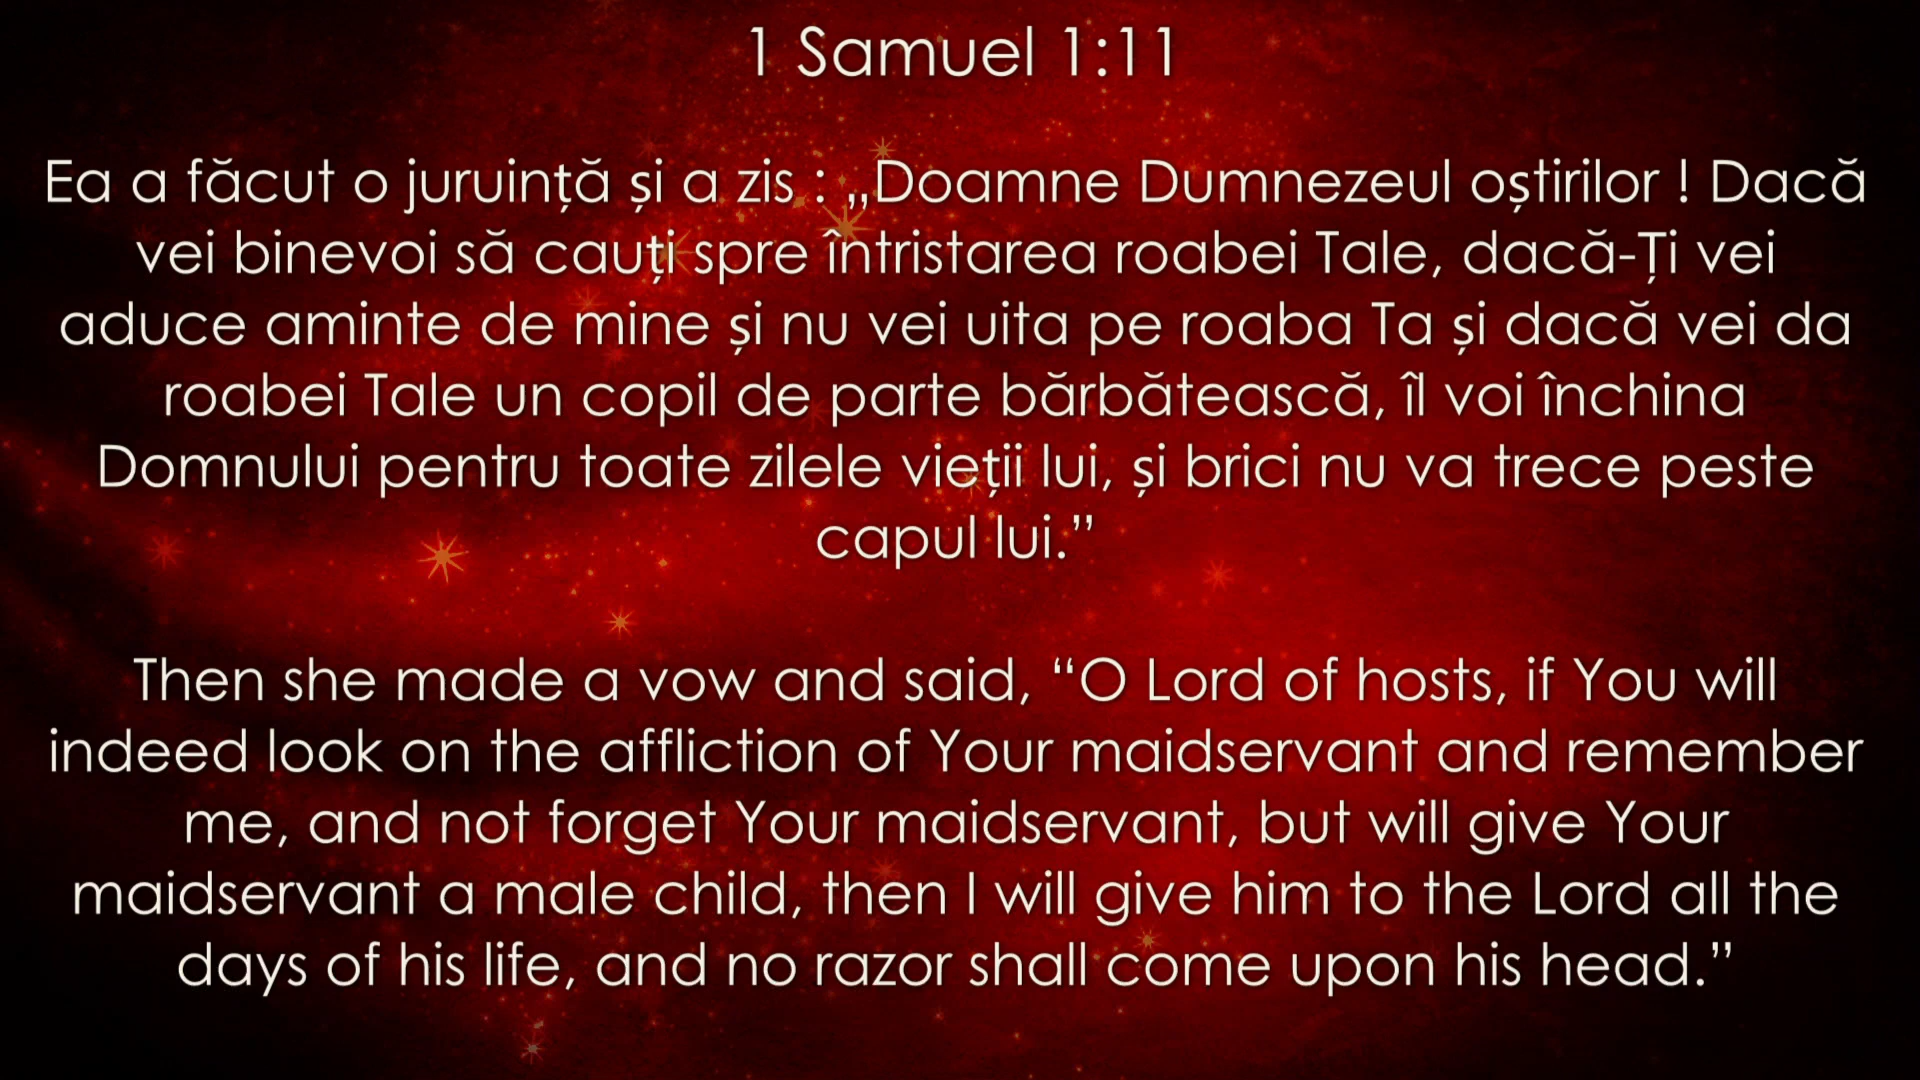 1 Samuel 1:11
Ea a făcut o juruință și a zis : „Doamne Dumnezeul oștirilor ! Dacă
vei binevoi să cauți spre întristarea roabei Tale, dacă-Ți vei
aduce aminte de mine și nu vei uita pe roaba Ta și dacă vei da
roabei Tale un copil de parte bărbătească, îl voi închina
Domnului pentru toate zilele vieții lui, și brici nu va trece peste
capul lui.”
Then she made a vow and said, “O Lord of hosts, if You will
indeed look on the affliction of Your maidservant and remember
me, and not forget Your maidservant, but will give Your
maidservant a male child, then I will give him to the Lord all the
days of his life, and no razor shall come upon his head.”